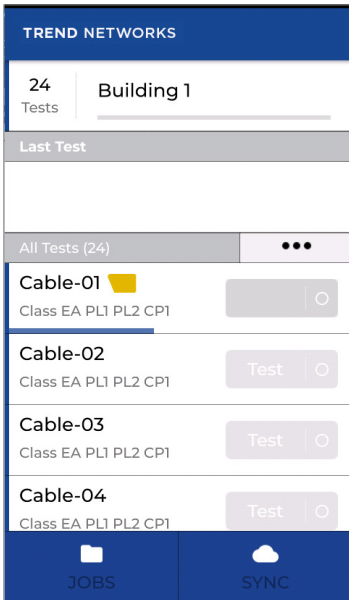 TREND NETWORKS
24
Tests
Building 1
Last Test
All Tests (24)
•••
Cable-01
Class EA PL1 PL2 CP1
Cable-02
Class EA PL1 PL2 CP1
Test
Cable-03
Class EA PL1 PL2 CP1
Test
Cable-04
Class EA PL1 PL2 CP1
Test
JOBS
SYNC